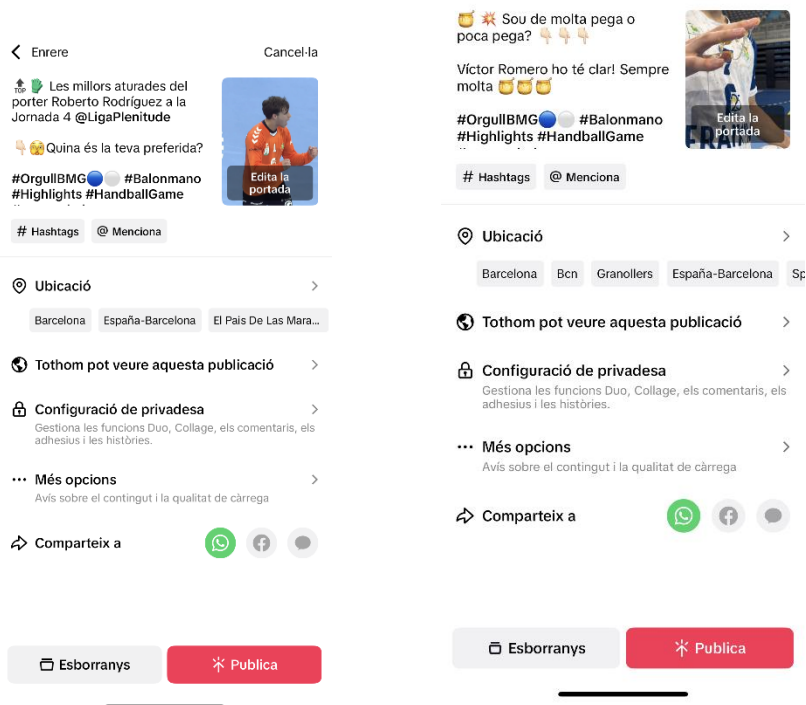 Enrere
Cancel·la
🔝 🧤 Les millors aturades del
porter Roberto Rodríguez a la
Jornada 4 @LigaPlenitude
👇🏻🫣Quina és la teva preferida?
#OrgullBMG🔵⚪ #Balonmano
#Highlights #HandballGame
Edita la
portada
# Hashtags
@ Menciona
Ubicació
Barcelona
España-Barcelona
El Pais De Las Mara...
Tothom pot veure aquesta publicació
Configuració de privadesa
Gestiona les funcions Duo, Collage, els comentaris, els
adhesius i les històries.
Més opcions
Avís sobre el contingut i la qualitat de càrrega
Comparteix a
Esborranys
Publica
🍯 💥 Sou de molta pega o
poca pega? 👇🏻 👇🏻 👇🏻
Víctor Romero ho té clar! Sempre
molta 🍯🍯🍯
#OrgullBMG🔵⚪ #Balonmano
#Highlights #HandballGame
Edita la
portada
# Hashtags
@ Menciona
Ubicació
Barcelona
Bcn
Granollers
España-Barcelona
Sp
Tothom pot veure aquesta publicació
Configuració de privadesa
Gestiona les funcions Duo, Collage, els comentaris, els
adhesius i les històries.
Més opcions
Avís sobre el contingut i la qualitat de càrrega
Comparteix a
Esborranys
Publica